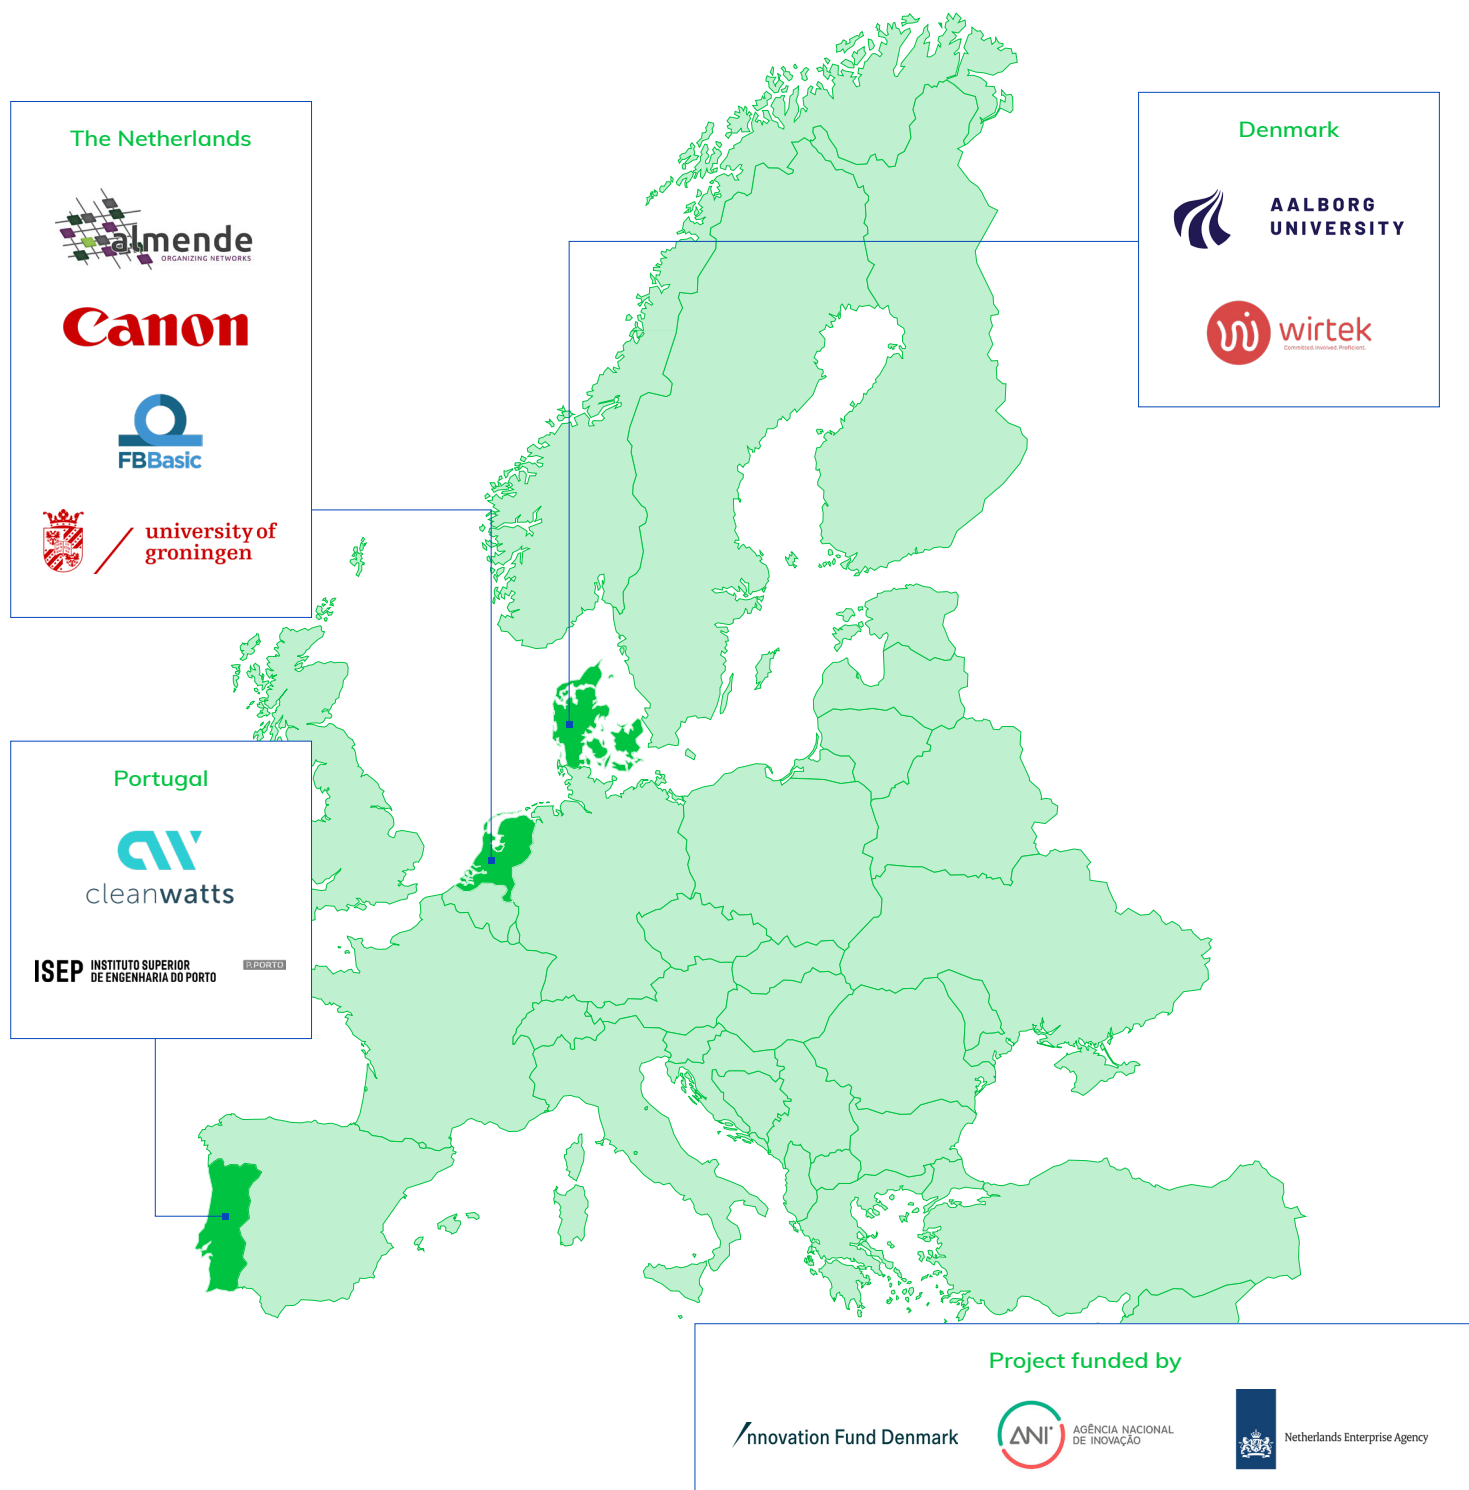 The Netherlands
almende
ORGANIZING NETWORKS
Canon
FBBasic
university of
groningen
Denmark
AALBORG
UNIVERSITY
wirtek
Committed. Involved. Proficient.
Portugal
cleanwatts
ISEP INSTITUTO SUPERIOR
DE ENGENHARIA DO PORTO
P.PORTO
Project funded by
Innovation Fund Denmark
ANI
AGÊNCIA NACIONAL
DE INOVAÇÃO
Netherlands Enterprise Agency